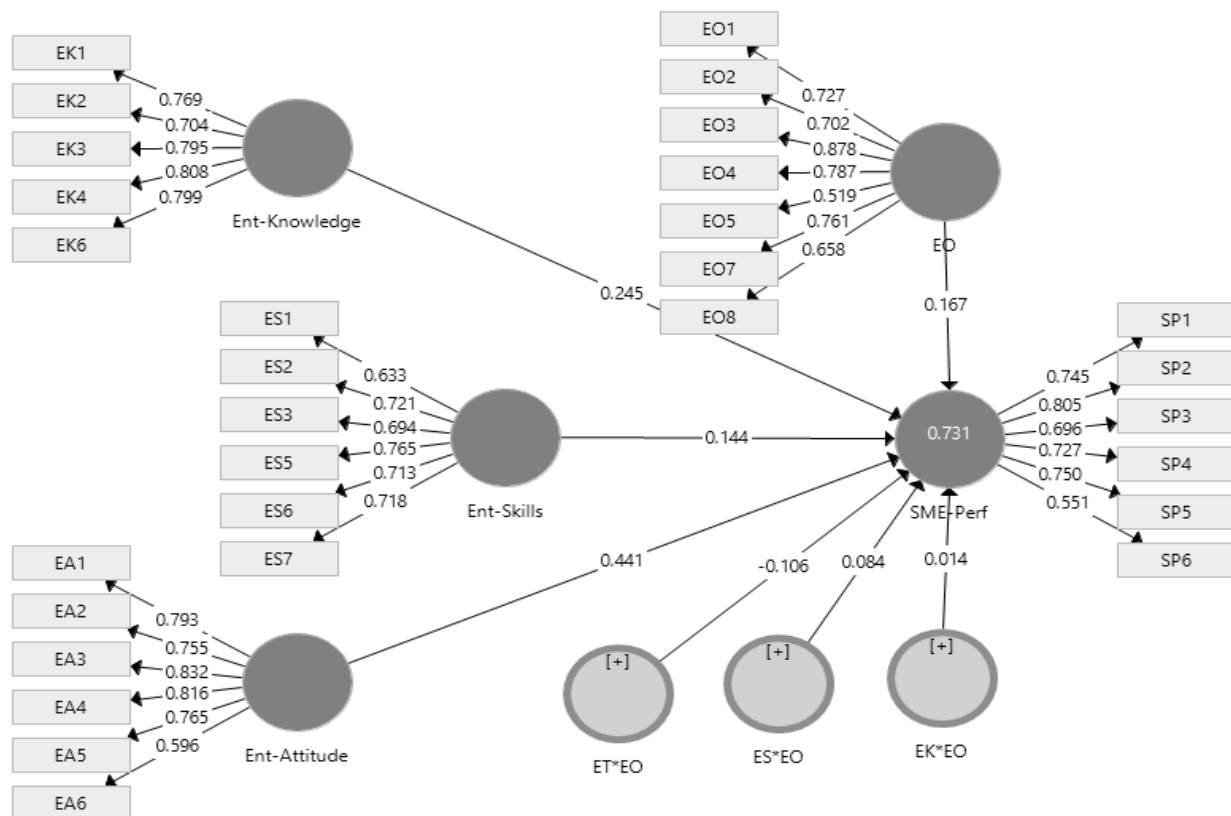 EK1
EK2
EK3
EK4
EK6
0.769
0.704
0.795
0.808
0.799
Ent-Knowledge
EO1
EO2
EO3
EO4
EO5
EO7
EO8
0.727
0.702
0.878
0.787
0.519
0.761
0.658
EO
0.245
0.167
ES1
ES2
ES3
ES5
ES6
ES7
0.633
0.721
0.694
0.765
0.713
0.718
Ent-Skills
0.144
0.731
SME-Perf
0.745
0.805
0.696
0.727
0.750
0.551
SP1
SP2
SP3
SP4
SP5
SP6
EA1
EA2
EA3
EA4
EA5
EA6
0.793
0.755
0.832
0.816
0.765
0.596
Ent-Attitude
0.441
-0.106
0.084
0.014
[+]
[+]
[+]
ET*EO
ES*EO
EK*EO